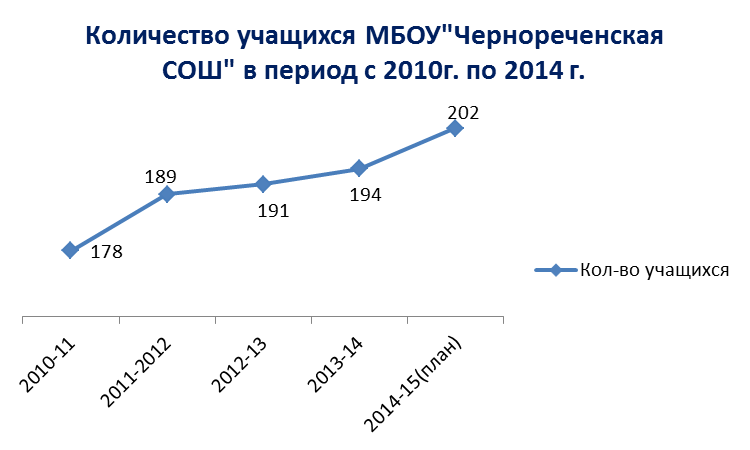 Количество учащихся МБОУ"Чернореченская
СОШ" в период с 2010г. по 2014 г.
202
189
194
191
178
Кол-во учащихся
2010-11
2011-2012
2012-13
2013-14
2014-15(план)